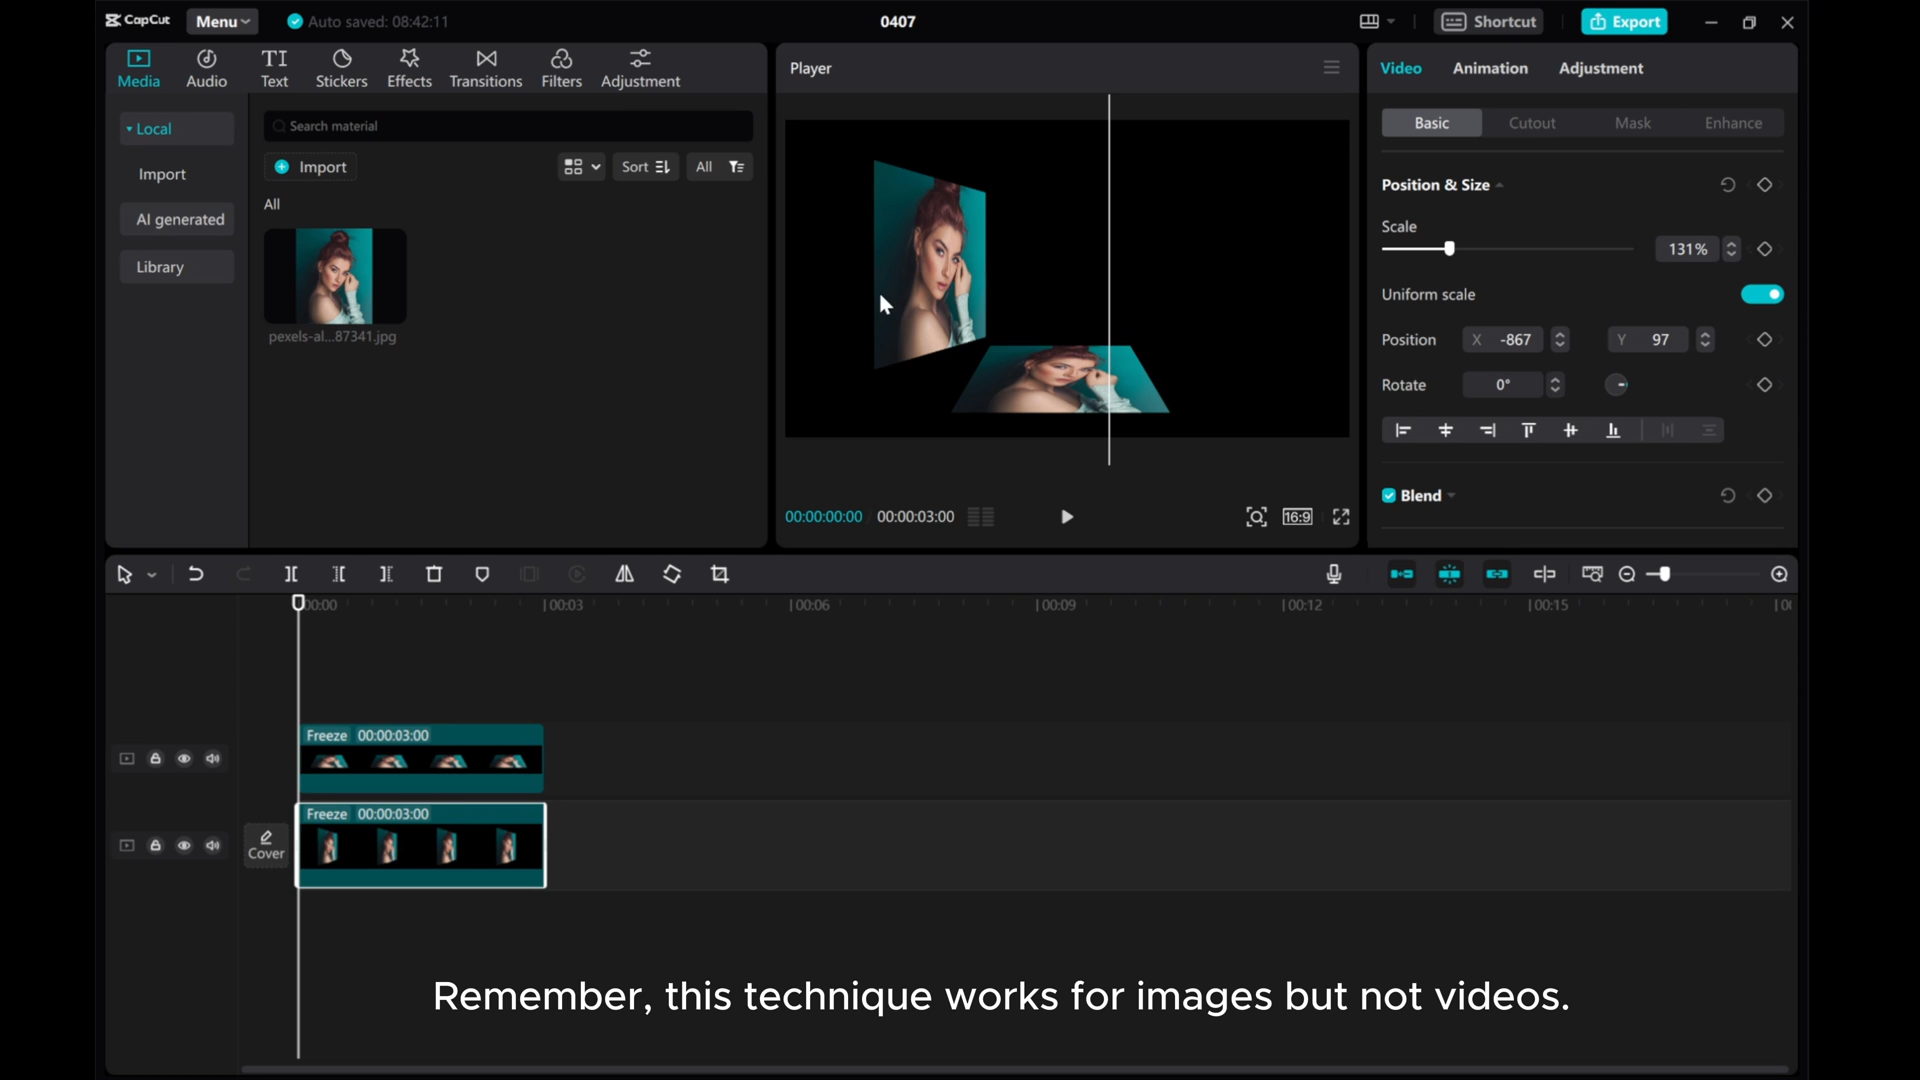 CapCut
Menu
Auto saved: 08:42:11
0407
Shortcut
Export
Media
Audio
TI
Text
Stickers
Effects
Transitions
Filters
Adjustment
Local
Import
AI generated
Library
Search material
Import
Sort
All
All
pexels-al...87341.jpg
Player
00:00:00:00
00:00:03:00
16:9
Video
Animation
Adjustment
Basic
Cutout
Mask
Enhance
Position & Size
Scale
131%
Uniform scale
Position
X -867
Y 97
Rotate
0°
Blend
00:00
00:03
00:06
00:09
00:12
00:15
Freeze 00:00:03:00
Freeze 00:00:03:00
Cover
Remember, this technique works for images but not videos.